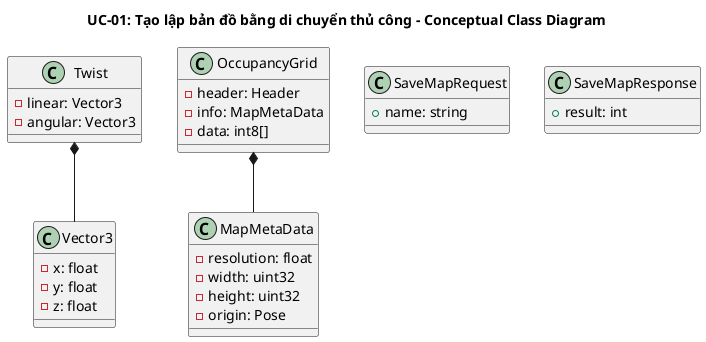 UC-01: Tạo lập bản đồ bằng di chuyển thủ công - Conceptual Class Diagram
C Twist
linear: Vector3
angular: Vector3
C OccupancyGrid
header: Header
info: MapMetaData
data: int8[]
C SaveMapRequest
name: string
C SaveMapResponse
result: int
C Vector3
x: float
y: float
z: float
C MapMetaData
resolution: float
width: uint32
height: uint32
origin: Pose